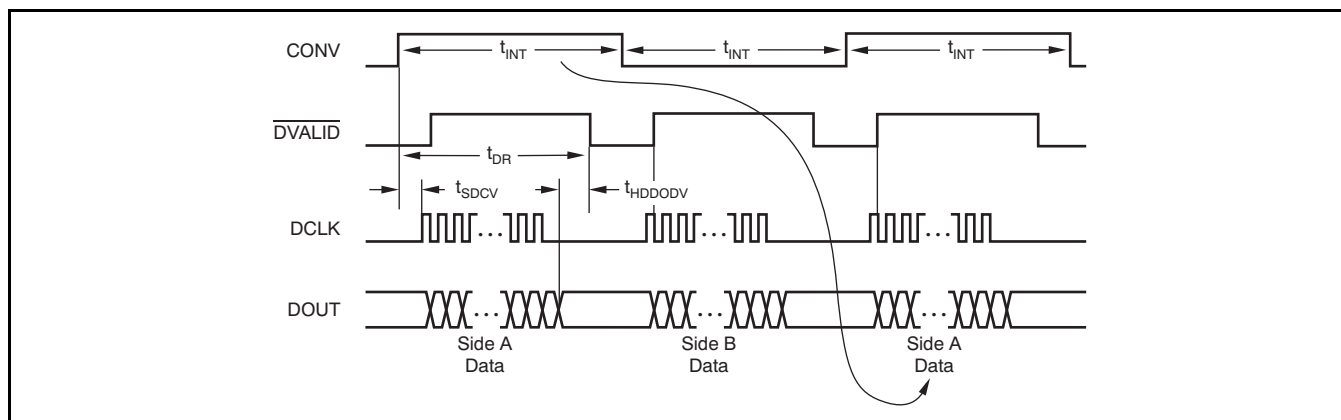 CONV
tINT
tINT
tINT
DVALID
tDR
tSDCV
tHDDODV
DCLK
...
...
...
DOUT
...
...
...
Side A
Data
Side B
Data
Side A
Data